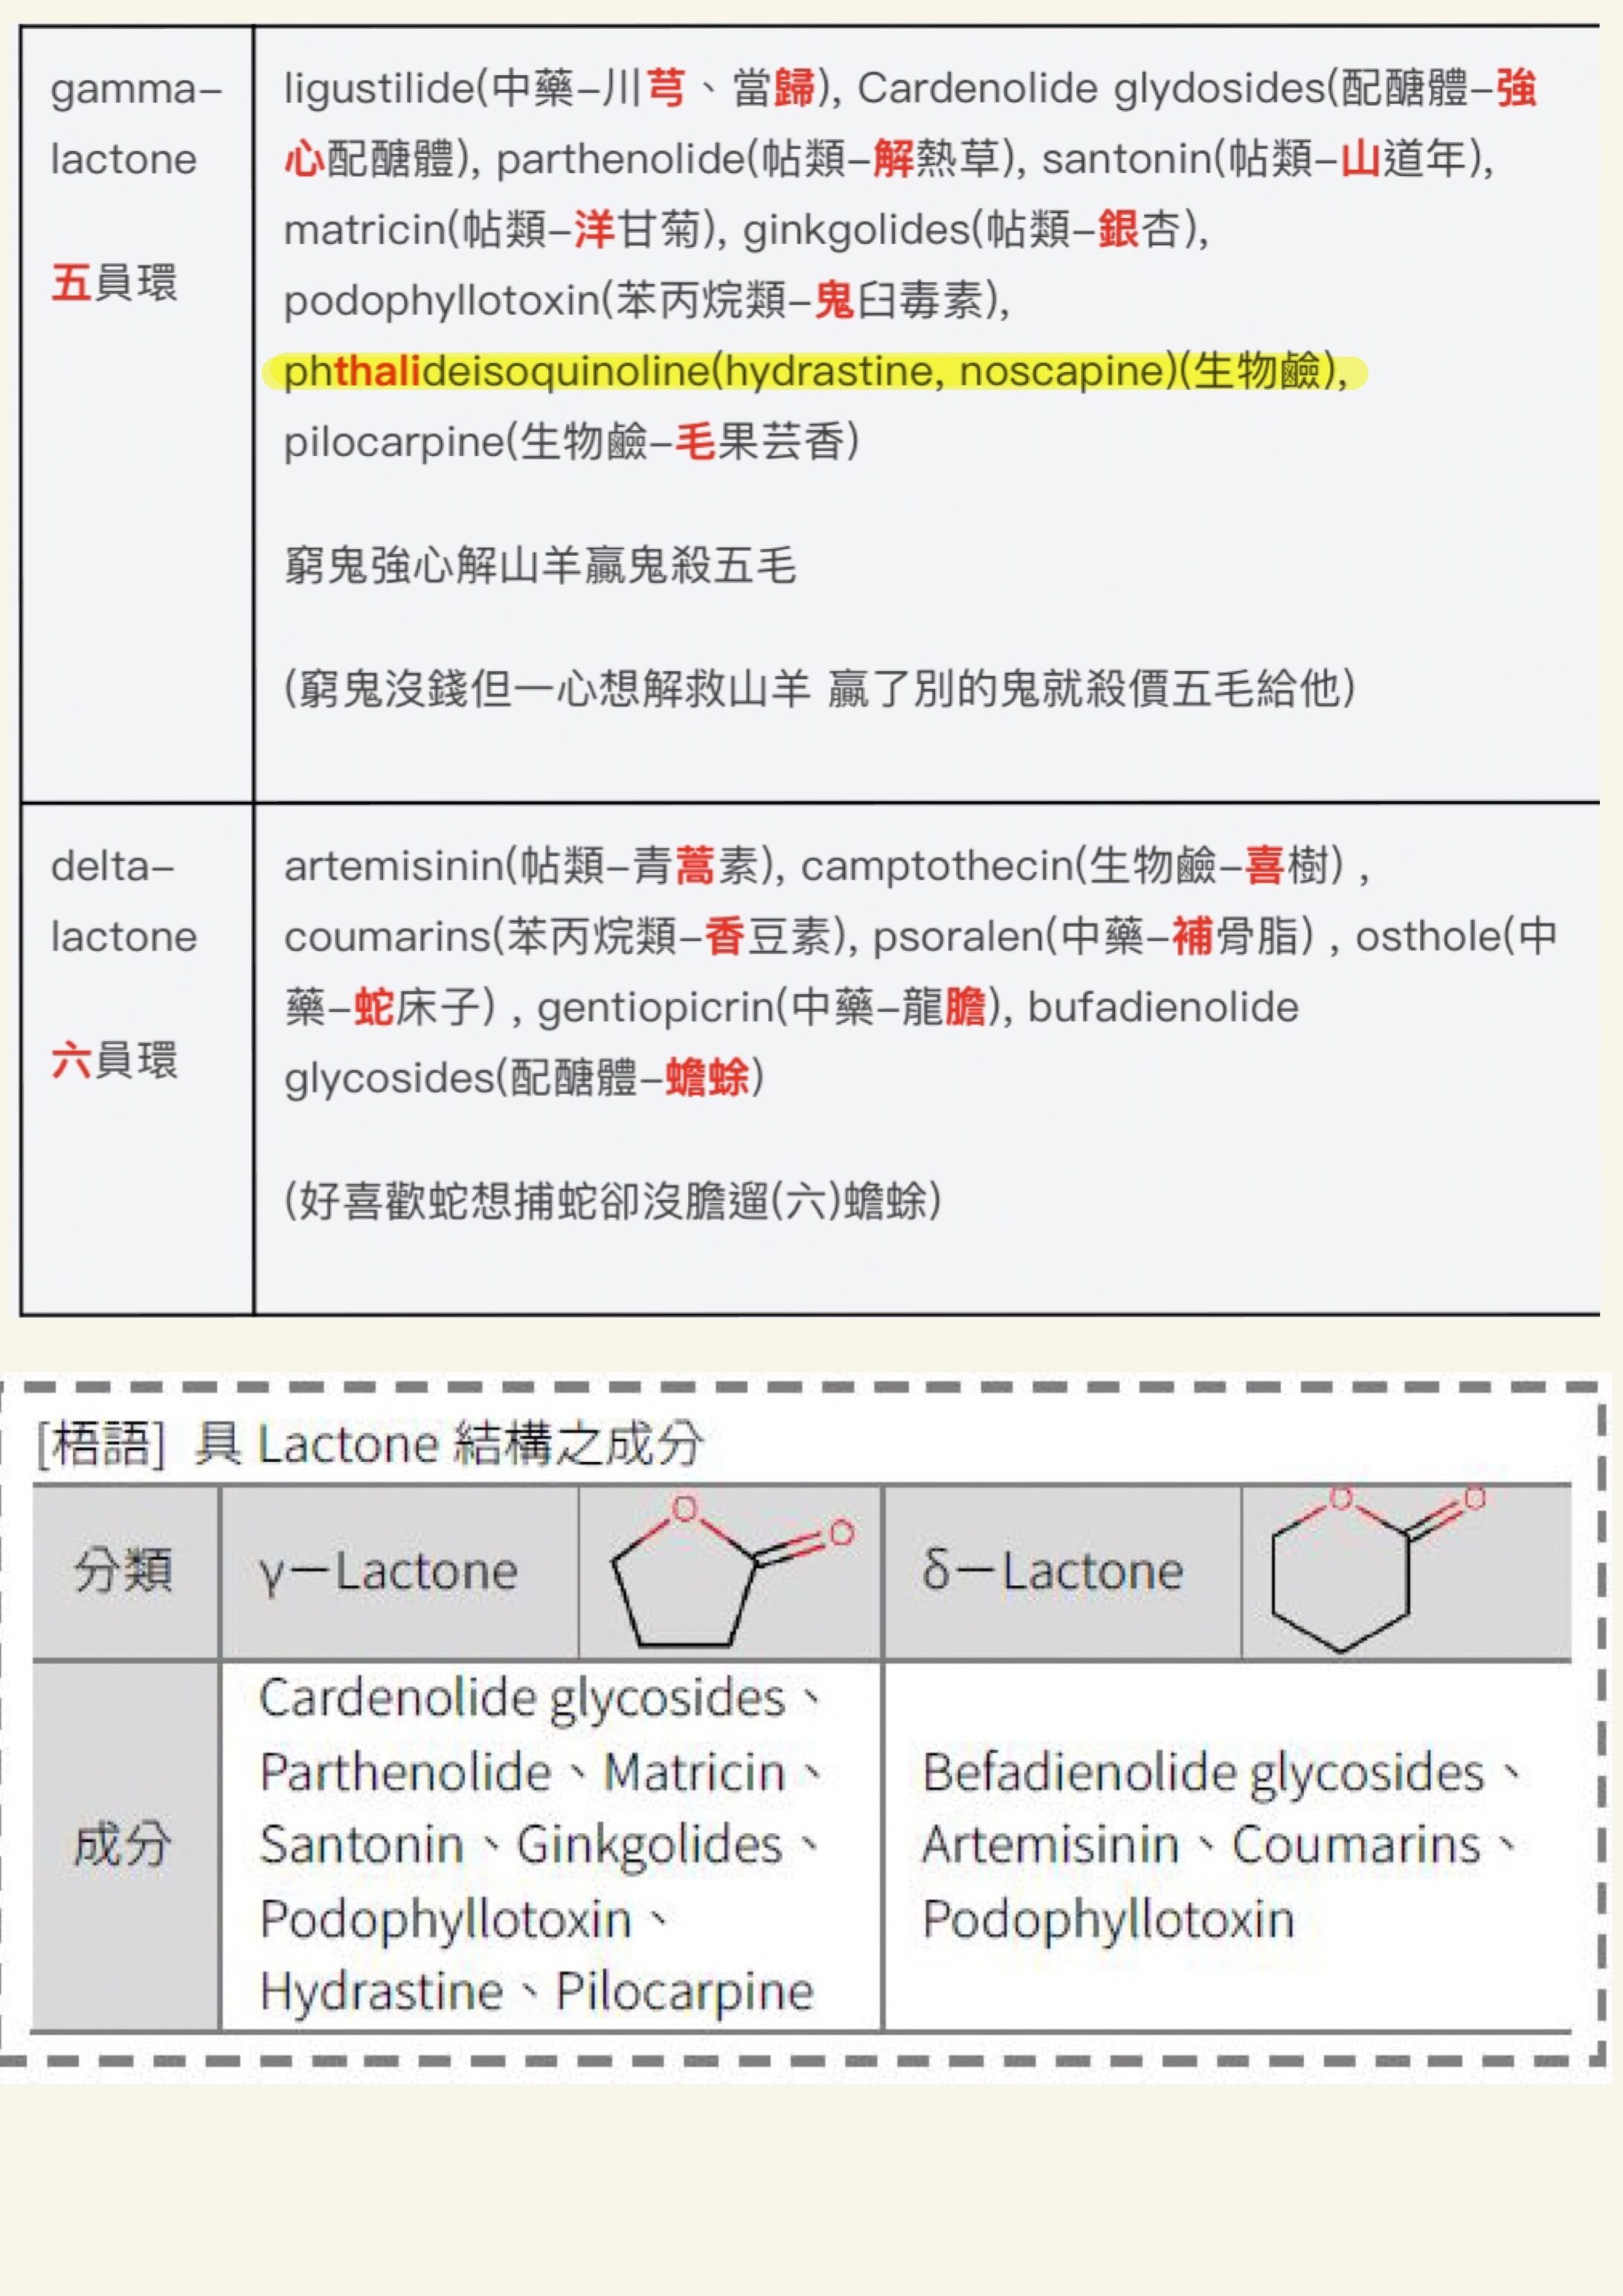 gamma-
lactone
五員環
ligustilide(中藥-川芎、當歸), Cardenolide glydosides(配醣體-強
心配醣體), parthenolide(帖類-解熱草), santonin(帖類-山道年),
matricin(帖類-洋甘菊), ginkgolides(帖類-銀杏),
podophyllotoxin(苯丙烷類-鬼臼毒素),
phthalideisoquinoline(hydrastine, noscapine)(生物鹼),
pilocarpine(生物鹼-毛果芸香)
窮鬼強心解山羊贏鬼殺五毛
(窮鬼沒錢但一心想解救山羊 贏了別的鬼就殺價五毛給他)
delta-
lactone
六員環
artemisinin(帖類-青蒿素), camptothecin(生物鹼-喜樹) ,
coumarins(苯丙烷類-香豆素), psoralen(中藥-補骨脂) , osthole(中
藥-蛇床子) , gentiopicrin(中藥-龍膽), bufadienolide
glycosides(配醣體-蟾蜍)
(好喜歡蛇想捕蛇卻沒膽遛(六)蟾蜍)
[梧語] 具 Lactone 結構之成分
分類
γ－Lactone
O
O
δ－Lactone
O
O
成分
Cardenolide glycosides、
Parthenolide、Matricin、
Santonin、Ginkgolides、
Podophyllotoxin、
Hydrastine、Pilocarpine
Befadienolide glycosides、
Artemisinin、Coumarins、
Podophyllotoxin